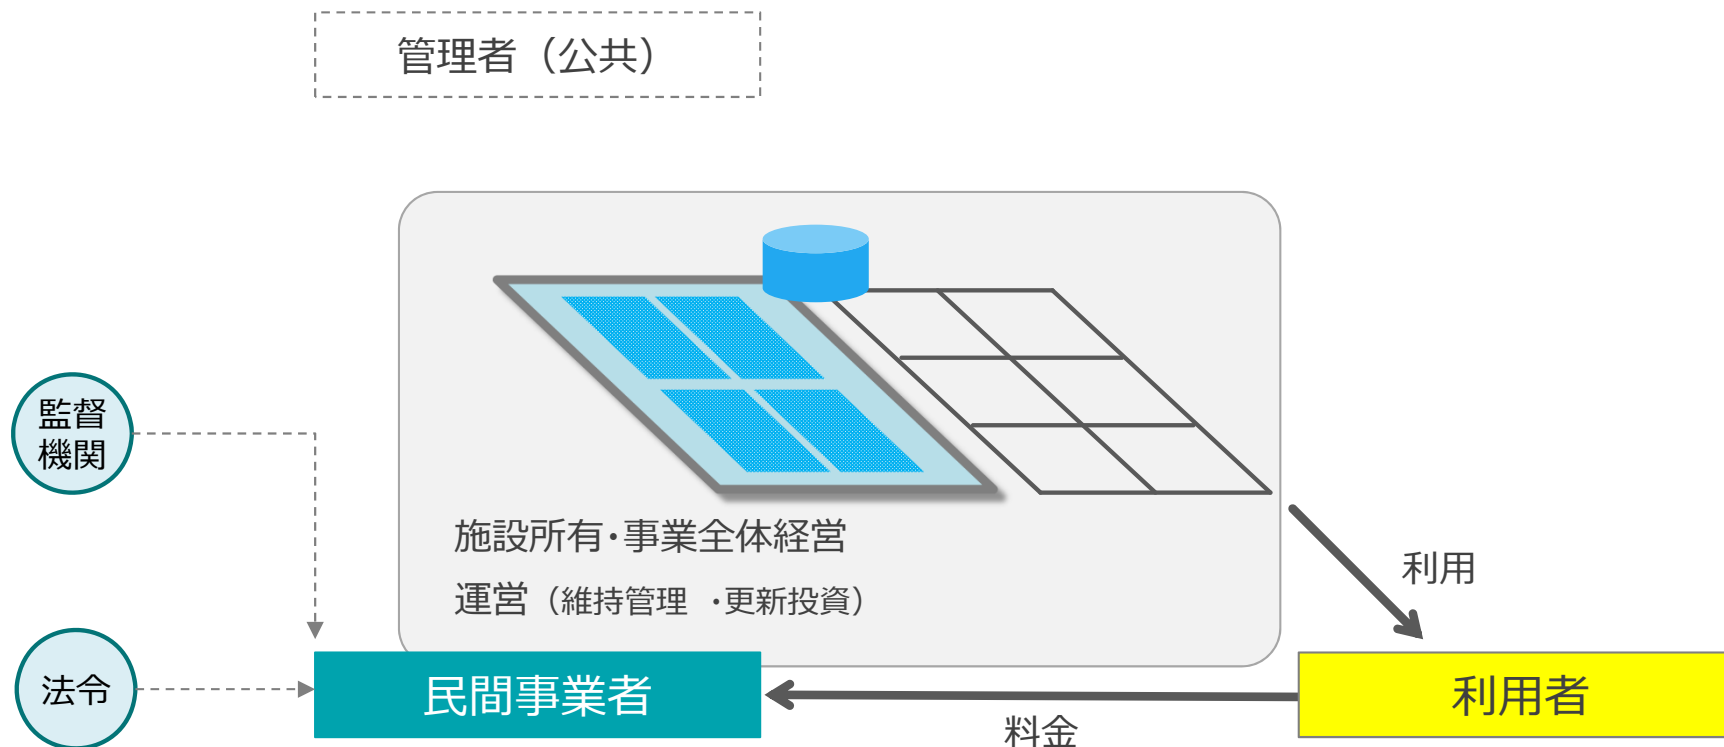 管理者（公共）
監督
機関
施設所有・事業全体経営
運営（維持管理　・更新投資）
利用
法令
民間事業者
利用者
料金